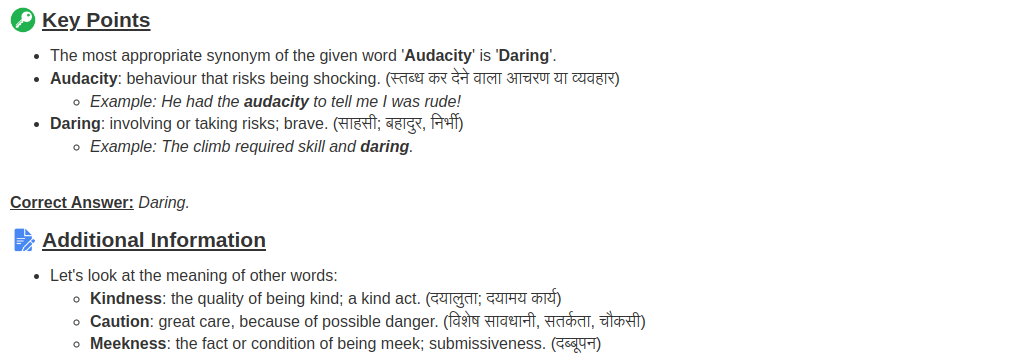 Key Points
• The most appropriate synonym of the given word 'Audacity' is 'Daring'.
• Audacity: behaviour that risks being shocking. (स्तब्ध कर देने वाला आचरण या व्यवहार)
○ Example: He had the audacity to tell me I was rude!
• Daring: involving or taking risks; brave. (साहसी; बहादुर, निर्भी)
○ Example: The climb required skill and daring.
Correct Answer: Daring.
Additional Information
• Let's look at the meaning of other words:
○ Kindness: the quality of being kind; a kind act. (दयालुता; दयामय कार्य)
○ Caution: great care, because of possible danger. (विशेष सावधानी, सतर्कता, चौकसी)
○ Meekness: the fact or condition of being meek; submissiveness. (दब्बूपन)